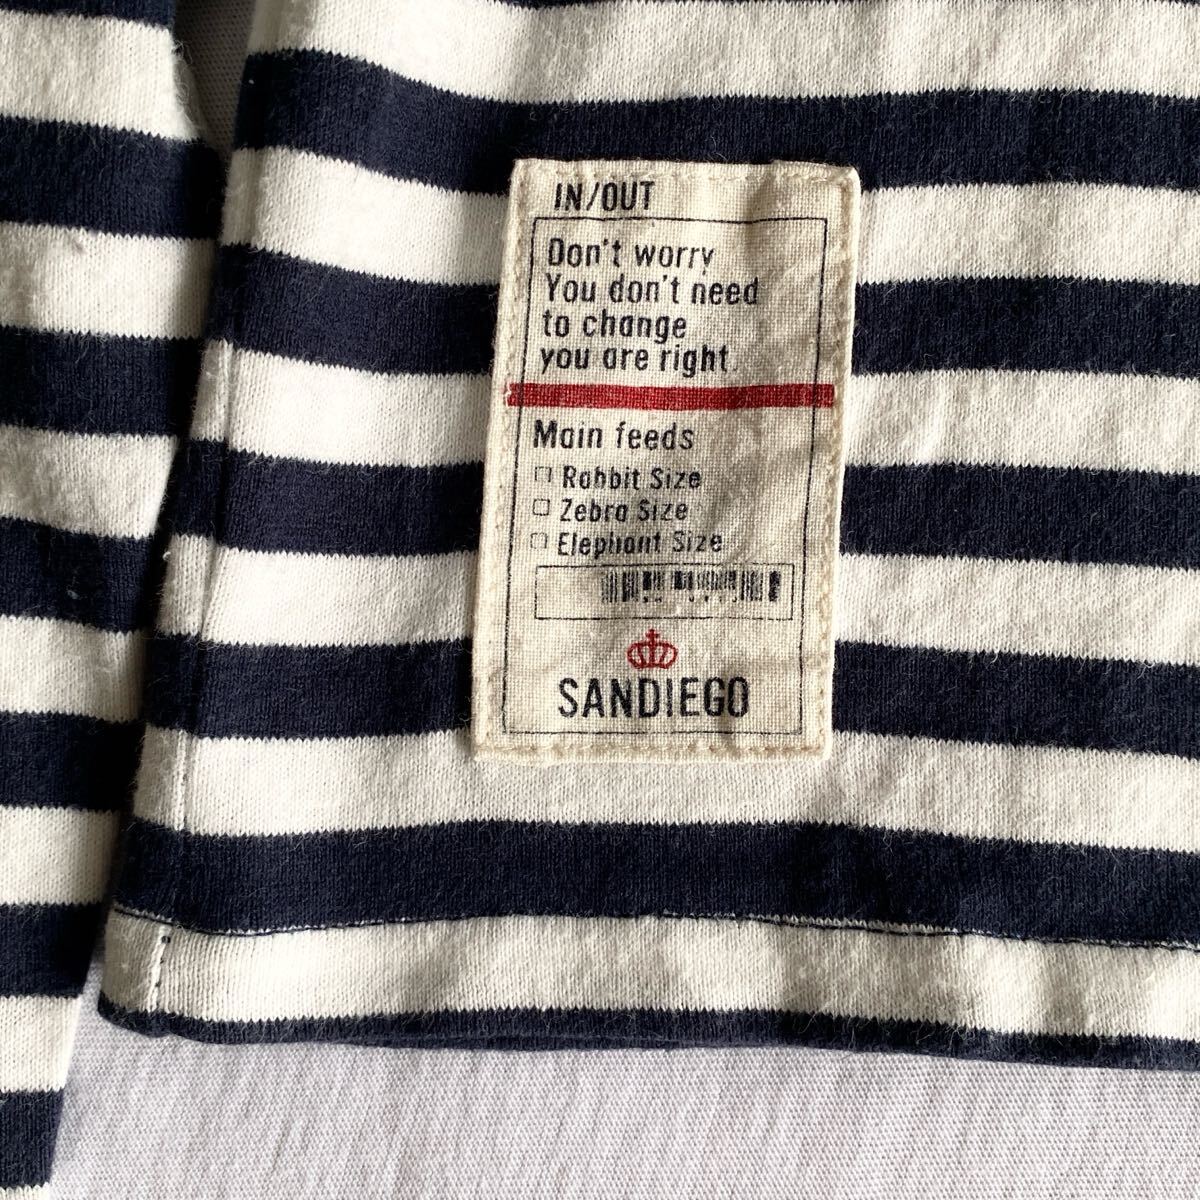 IN/OUT
Don't worry
You don't need
to change
you are right.
Main feeds
Rabbit Size
Zebra Size
Elephant Size
SANDIEGO